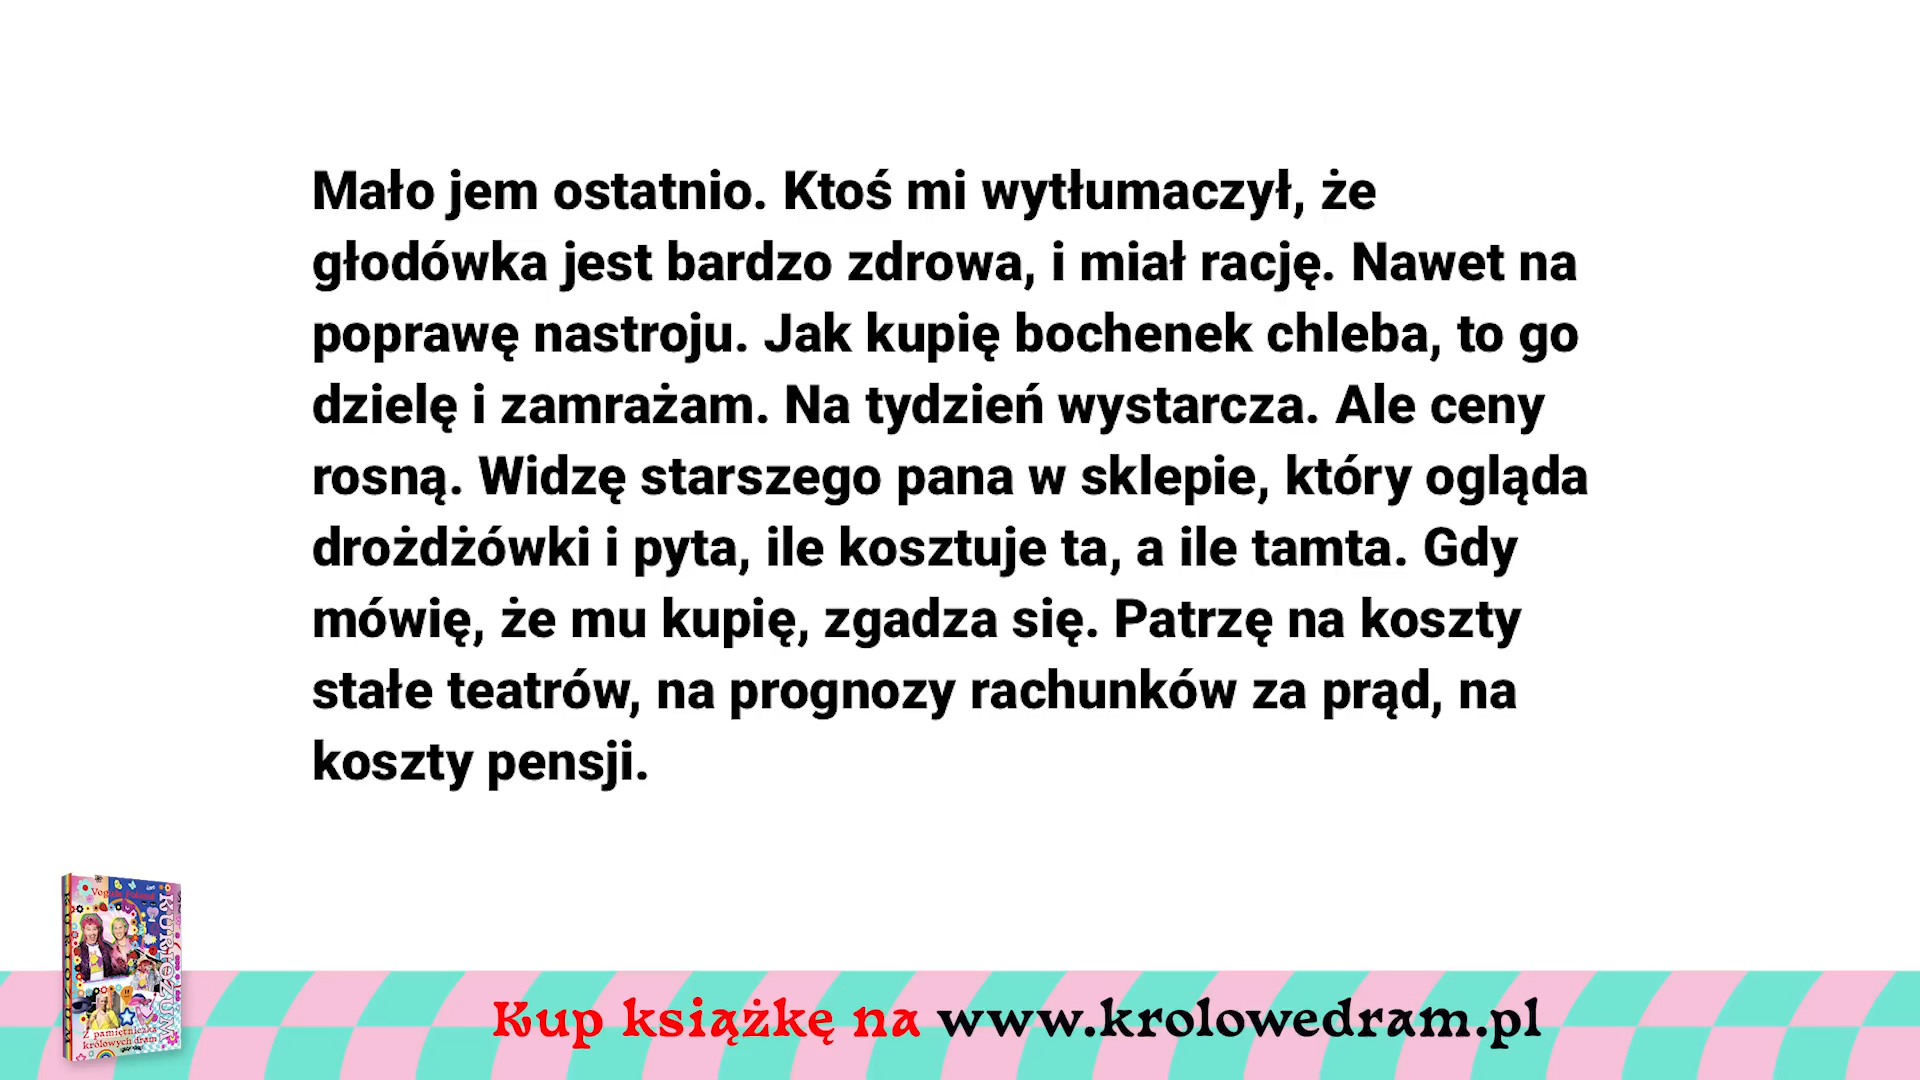 Mało jem ostatnio. Ktoś mi wytłumaczył, że
głodówka jest bardzo zdrowa, i miał rację. Nawet na
poprawę nastroju. Jak kupię bochenek chleba, to go
dzielę i zamrażam. Na tydzień wystarcza. Ale ceny
rosną. Widzę starszego pana w sklepie, który ogląda
drożdżówki i pyta, ile kosztuje ta, a ile tamta. Gdy
mówię, że mu kupię, zgadza się. Patrzę na koszty
stałe teatrów, na prognozy rachunków za prąd, na
koszty pensji.
Z pamiętniczka
królowych dram
Kup książkę na www.krolowedram.pl